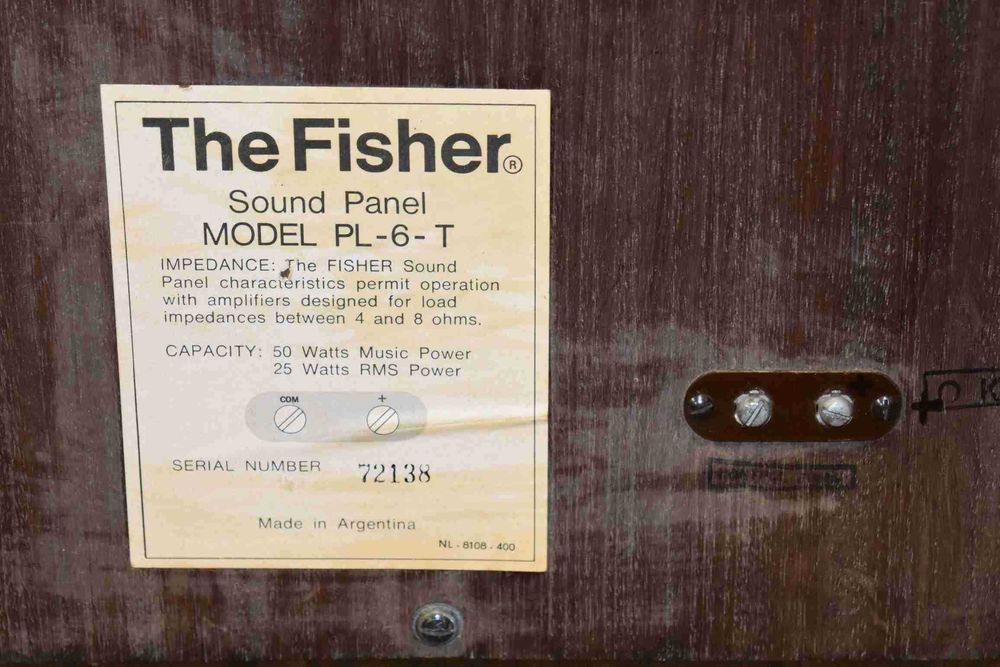 The Fisher®
Sound Panel
MODEL PL-6-T
IMPEDANCE: The FISHER Sound
Panel characteristics permit operation
with amplifiers designed for load
impedances between 4 and 8 ohms.
CAPACITY: 50 Watts Music Power
25 Watts RMS Power
COM +
SERIAL NUMBER 72138
Made in Argentina
NL-8108-400
+